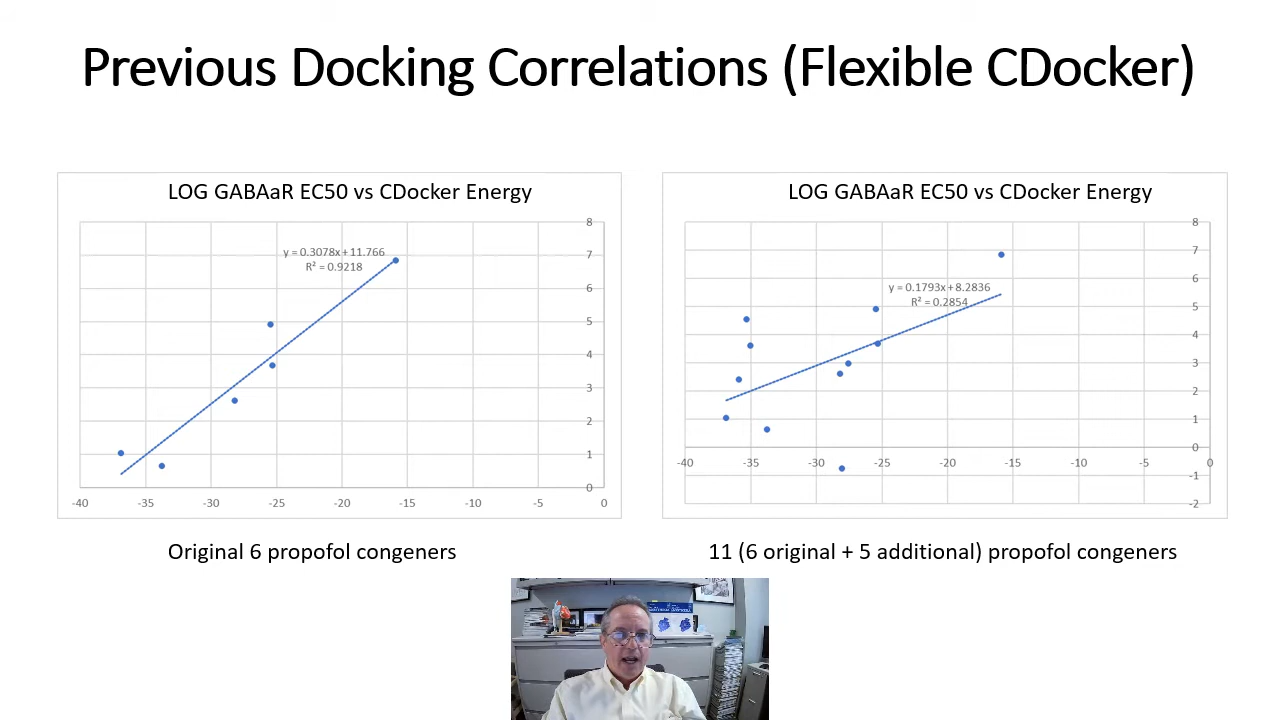 Previous Docking Correlations (Flexible CDocker)
LOG GABAaR EC50 vs CDocker Energy
y = 0.3078x + 11.766
R² = 0.9218
8
7
6
5
4
3
2
1
0
-40 -35 -30 -25 -20 -15 -10 -5 0
Original 6 propofol congeners
LOG GABAaR EC50 vs CDocker Energy
y = 0.1793x + 8.2836
R² = 0.2854
8
7
6
5
4
3
2
1
0
-1
-2
-40 -35 -30 -25 -20 -15 -10 -5 0
11 (6 original + 5 additional) propofol congeners